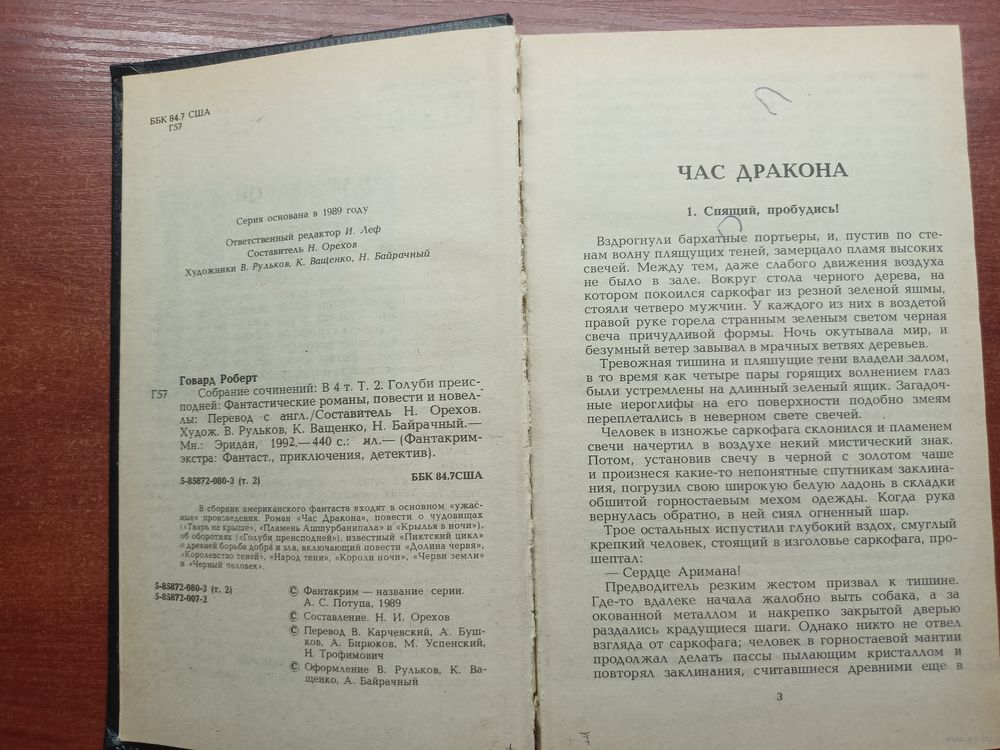 ББК 84.7 США
Г57
Серия основана в 1989 году
Ответственный редактор И. Леф
Составитель Н. Орехов
Художники В. Рульков, К. Ващенко, Н. Байрачный
Говард Роберт
Г57 Собрание сочинений: В 4 т. Т. 2. Голуби преис-
подней: Фантастические романы, повести и новел-
лы: Перевод с англ./Составитель Н. Орехов.
Худож. В. Рульков, К. Ващенко, Н. Байрачный.—
Мн.: Эридан, 1992.— 440 с.: ил.— (Фантакрим-
экстра: Фантаст., приключения, детектив).
5-85872-080-3 (т. 2)
ББК 84.7США
В сборник американского фантаста входят в основном «ужас-
ные» произведения. Роман «Час Дракона», повести о чудовищах
(«Тварь на крыше», «Пламень Ашшурбанипала» и «Крылья в ночи»),
об оборотнях («Голуби преисподней»), известный «Пиктский цикл»
о древней борьбе добра и зла, включающий повести «Долина червя»,
«Королевство теней», «Народ тени», «Короли ночи», «Черви земли»
и «Черный человек».
5-85872-080-3 (т. 2)
5-85872-007-2
© Фантакрим — название серии.
А. С. Потупа, 1989
© Составление. Н. И. Орехов
© Перевод В. Карчевский, А. Буш-
ков, А. Бирюков, М. Успенский,
Н. Трофимович
© Оформление В. Рульков, К. Ва-
щенко, А. Байрачный
ЧАС ДРАКОНА
1. Спящий, пробудись!
Вздрогнули бархатные портьеры, и, пустив по сте-
нам волну пляшущих теней, замерцало пламя высоких
свечей. Между тем, даже слабого движения воздуха
не было в зале. Вокруг стола черного дерева, на
котором покоился саркофаг из резной зеленой яшмы,
стояли четверо мужчин. У каждого из них в воздетой
правой руке горела странным зеленым светом черная
свеча причудливой формы. Ночь окутывала мир, и
безумный ветер завывал в мрачных ветвях деревьев.
Тревожная тишина и пляшущие тени владели залом,
в то время как четыре пары горящих волнением глаз
были устремлены на длинный зеленый ящик. Загадоч-
ные иероглифы на его поверхности подобно змеям
переплетались в неверном свете свечей.
Человек в изножье саркофага склонился и пламенем
свечи начертил в воздухе некий мистический знак.
Потом, установив свечу в черной с золотом чаше
и произнеся какие-то непонятные спутникам заклина-
ния, погрузил свою широкую белую ладонь в складки
обшитой горностаевым мехом одежды. Когда рука
вернулась обратно, в ней сиял огненный шар.
Трое остальных испустили глубокий вздох, смуглый
крепкий человек, стоящий в изголовье саркофага, про-
шептал:
— Сердце Аримана!
Предводитель резким жестом призвал к тишине.
Где-то вдалеке начала жалобно выть собака, а за
окованной металлом и накрепко закрытой дверью
раздались крадущиеся шаги. Однако никто не отвел
взгляда от саркофага; человек в горностаевой мантии
продолжал делать пассы пылающим кристаллом и
повторял заклинания, считавшиеся древними еще в
3